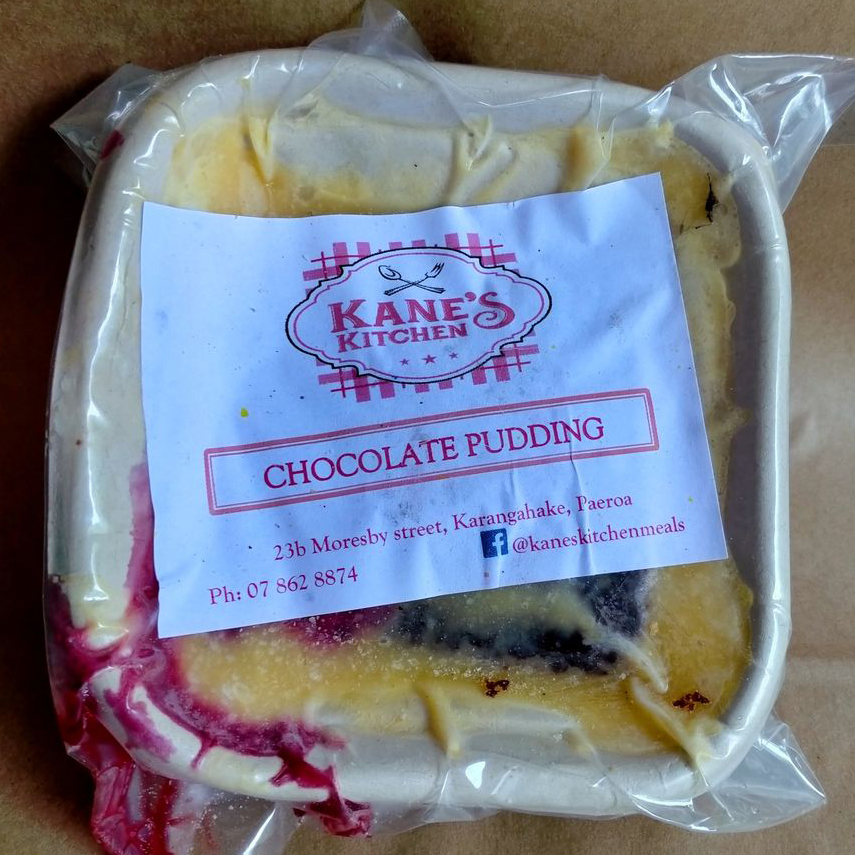 KANE'S
KITCHEN
CHOCOLATE PUDDING
23b Moresby street, Karangahake, Paeroa
f @kaneskitchenmeals
Ph: 07 862 8874